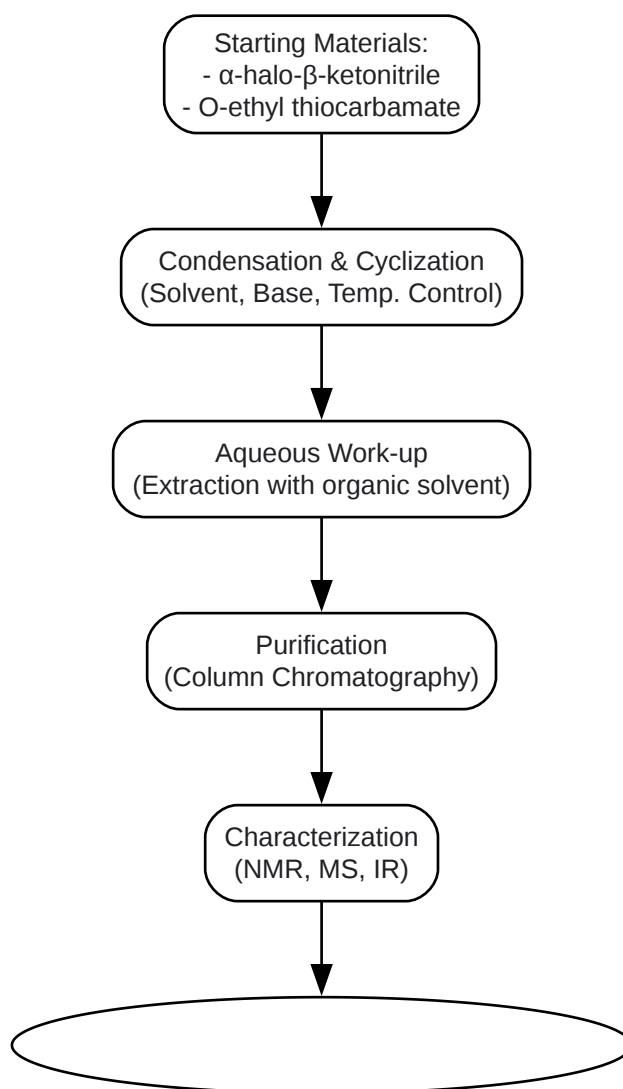 Starting Materials:
- α-halo-β-ketonitrile
- O-ethyl thiocarbamate
Condensation & Cyclization
(Solvent, Base, Temp. Control)
Aqueous Work-up
(Extraction with organic solvent)
Purification
(Column Chromatography)
Characterization
(NMR, MS, IR)